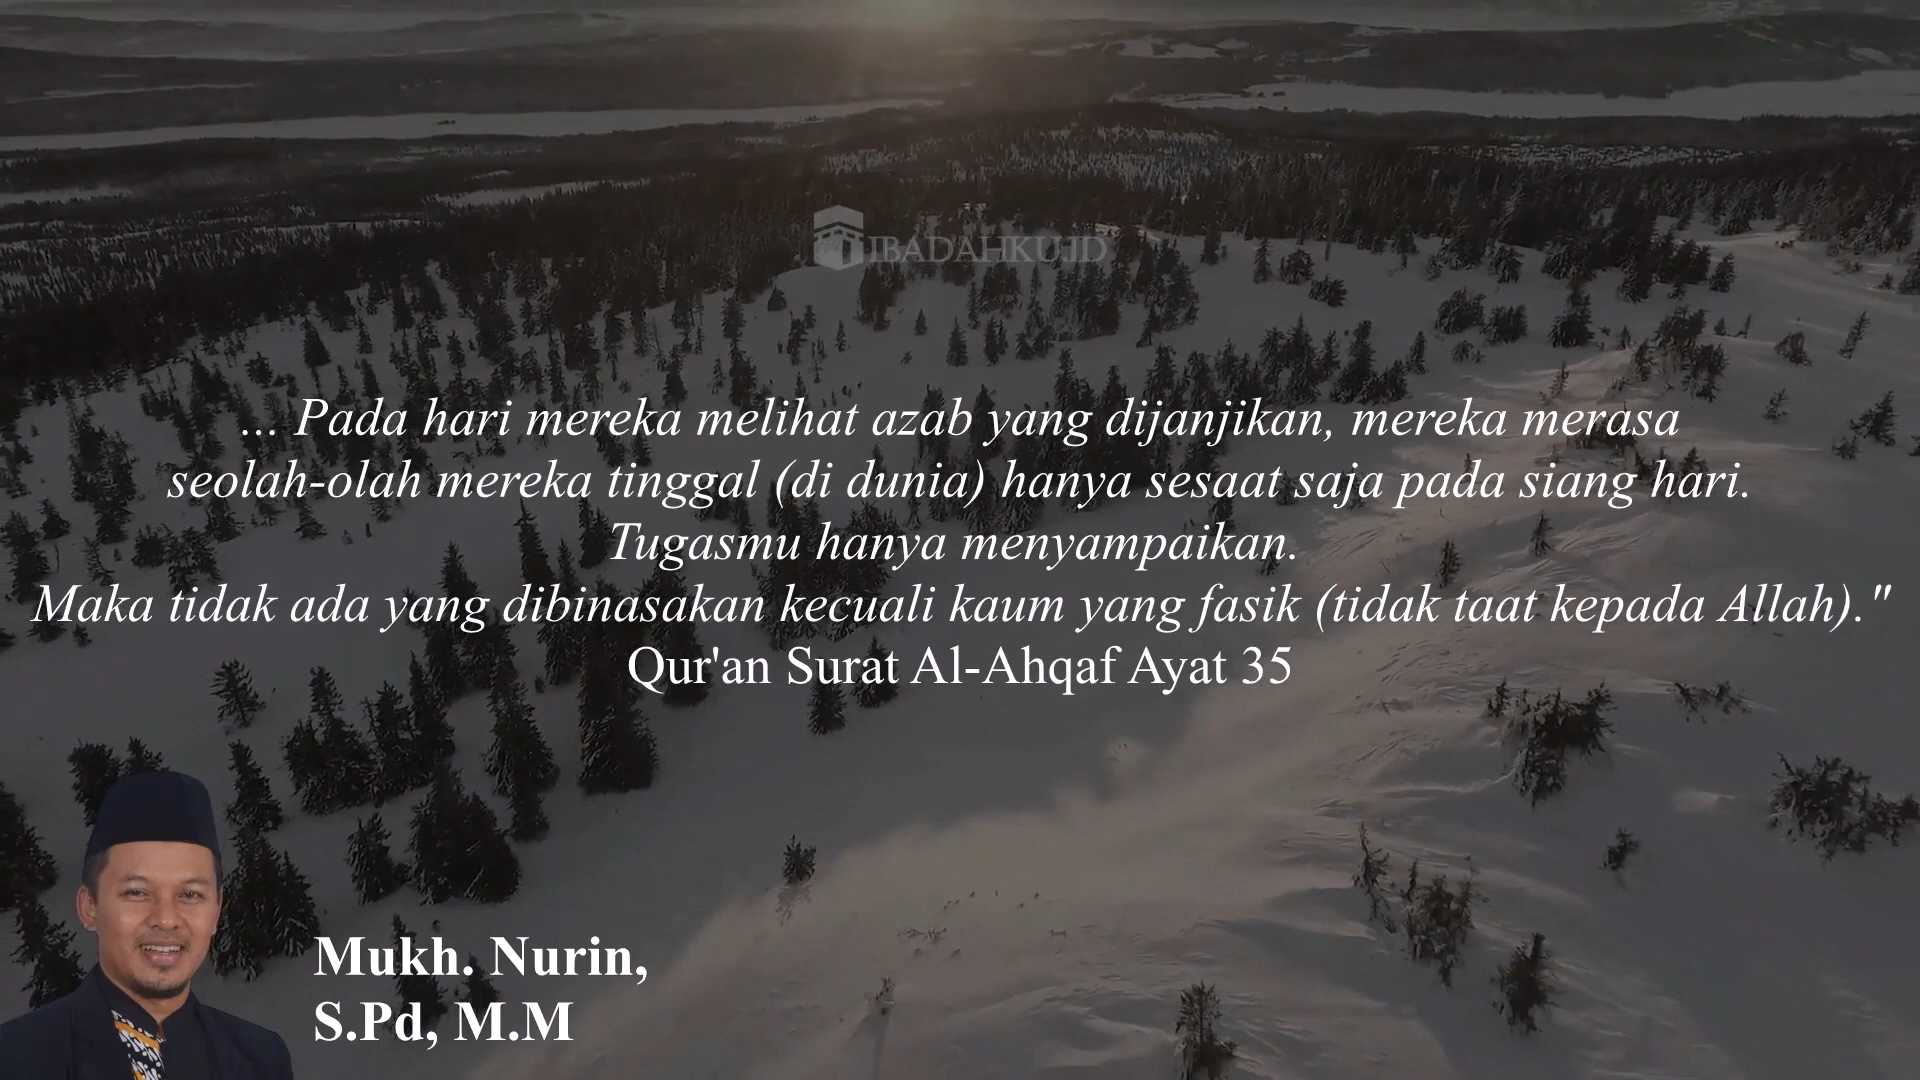 IBADAHKU.ID
... Pada hari mereka melihat azab yang dijanjikan, mereka merasa
seolah-olah mereka tinggal (di dunia) hanya sesaat saja pada siang hari.
Tugasmu hanya menyampaikan.
Maka tidak ada yang dibinasakan kecuali kaum yang fasik (tidak taat kepada Allah)."
Qur'an Surat Al-Ahqaf Ayat 35
Mukh. Nurin,
S.Pd, M.M